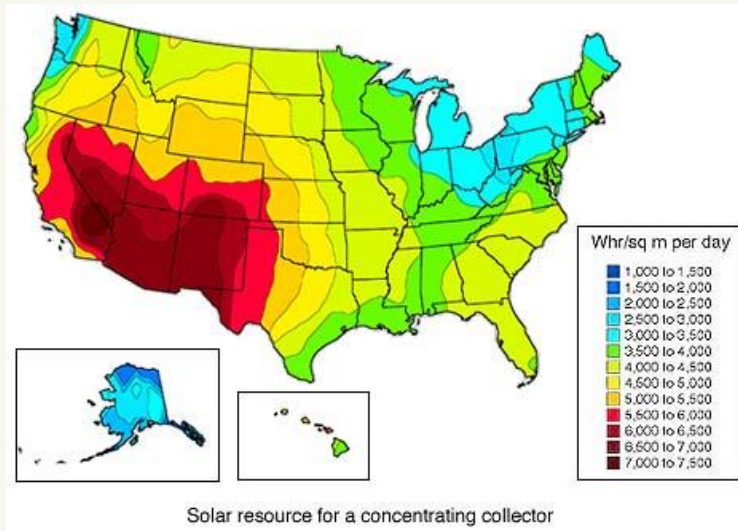 Whr/sq m per day
1,000 to 1,500
1,500 to 2,000
2,000 to 2,500
2,500 to 3,000
3,000 to 3,500
3,500 to 4,000
4,000 to 4,500
4,500 to 5,000
5,000 to 5,500
5,500 to 6,000
6,000 to 6,500
6,500 to 7,000
7,000 to 7,500
Solar resource for a concentrating collector